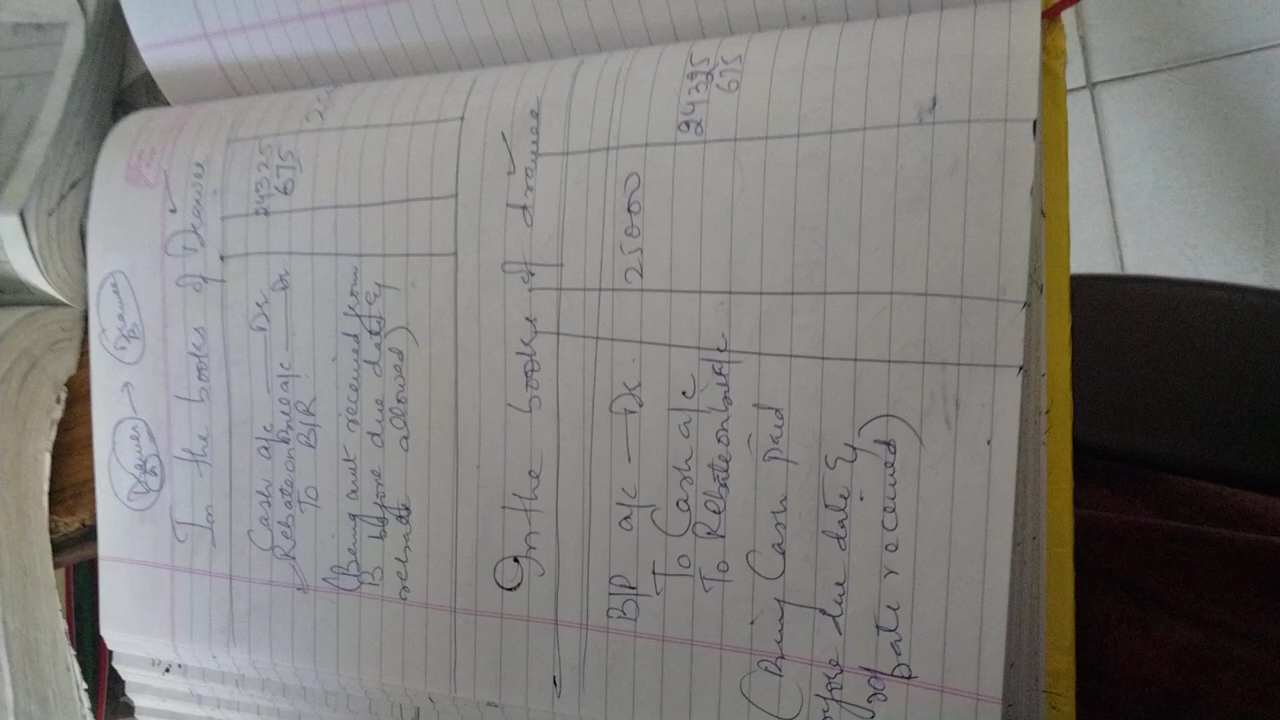 Drawer → Drawee
B
In the books of Drawer
Cash a/c — Dr 24325
Rebate on Bill a/c — Dr 675
To B/R
(Being amt received from
B before due date &
rebate allowed)
In the books of drawee
B/P a/c — Dr. 25000
To Cash a/c 24325
To Rebate on bill a/c 675
(Being Cash paid
before due date &
rebate received)